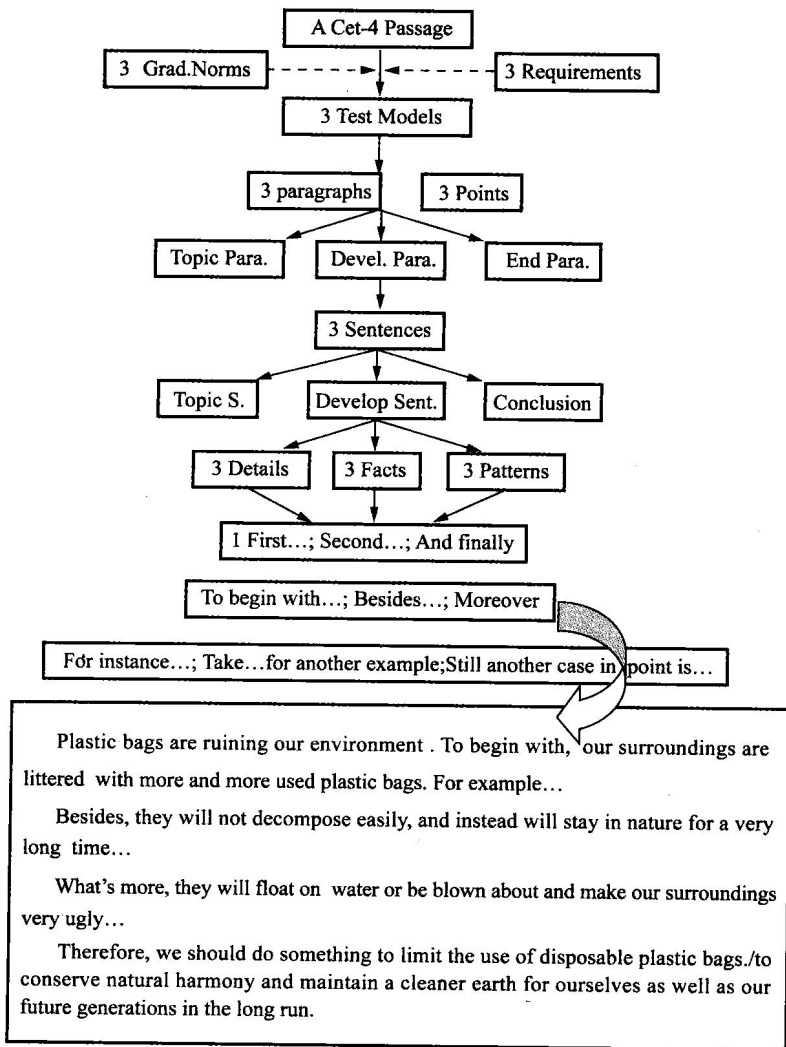 A Cet-4 Passage
3 Grad.Norms
3 Requirements
3 Test Models
3 paragraphs
3 Points
Topic Para.
Devel. Para.
End Para.
3 Sentences
Topic S.
Develop Sent.
Conclusion
3 Details
3 Facts
3 Patterns
1 First…; Second…; And finally
To begin with…; Besides…; Moreover
For instance…; Take…for another example;Still another case in point is…
Plastic bags are ruining our environment . To begin with, our surroundings are
littered with more and more used plastic bags. For example…
Besides, they will not decompose easily, and instead will stay in nature for a very
long time…
What's more, they will float on water or be blown about and make our surroundings
very ugly…
Therefore, we should do something to limit the use of disposable plastic bags./to
conserve natural harmony and maintain a cleaner earth for ourselves as well as our
future generations in the long run.